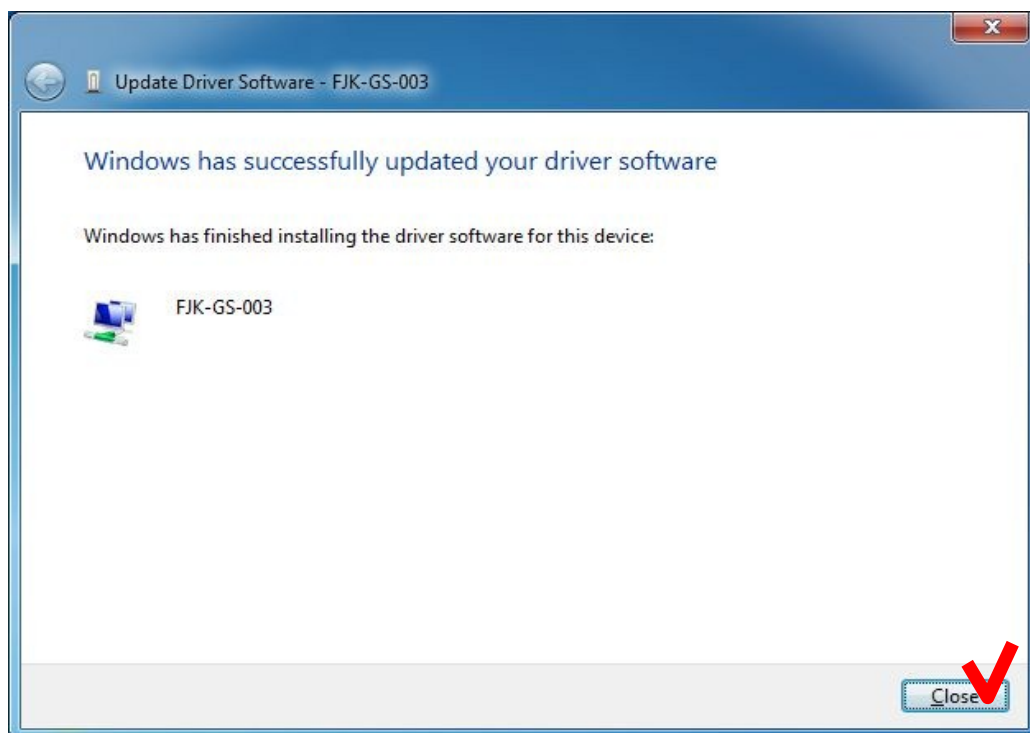 Update Driver Software - FJK-GS-003
Windows has successfully updated your driver software
Windows has finished installing the driver software for this device:
FJK-GS-003
Close